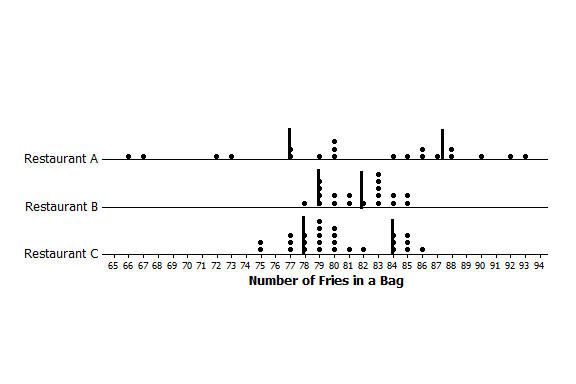 Restaurant A
Restaurant B
Restaurant C
65 66 67 68 69 70 71 72 73 74 75 76 77 78 79 80 81 82 83 84 85 86 87 88 89 90 91 92 93 94
Number of Fries in a Bag